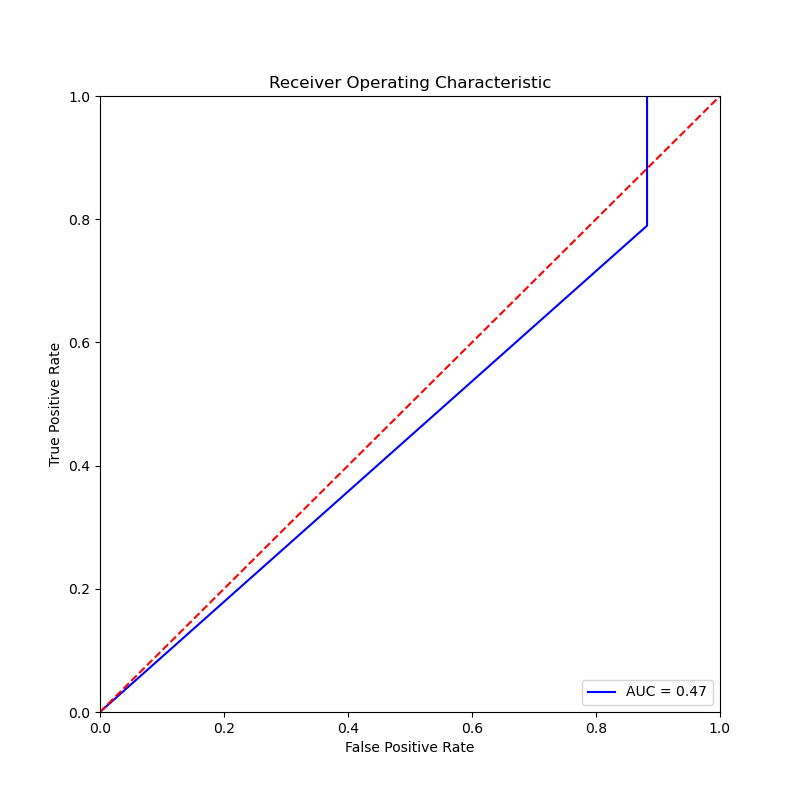 Receiver Operating Characteristic
1.0
0.8
0.6
0.4
0.2
0.0
True Positive Rate
AUC = 0.47
0.0 0.2 0.4 0.6 0.8 1.0
False Positive Rate